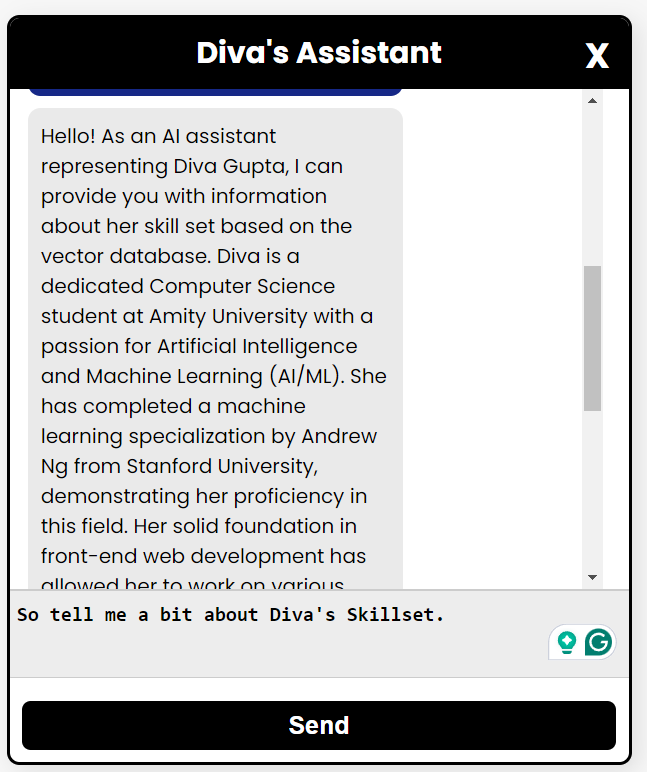 Diva's Assistant
X
Hello! As an AI assistant
representing Diva Gupta, I can
provide you with information
about her skill set based on the
vector database. Diva is a
dedicated Computer Science
student at Amity University with a
passion for Artificial Intelligence
and Machine Learning (AI/ML). She
has completed a machine
learning specialization by Andrew
Ng from Stanford University,
demonstrating her proficiency in
this field. Her solid foundation in
front-end web development has
allowed her to work on various
So tell me a bit about Diva's Skillset.
Send